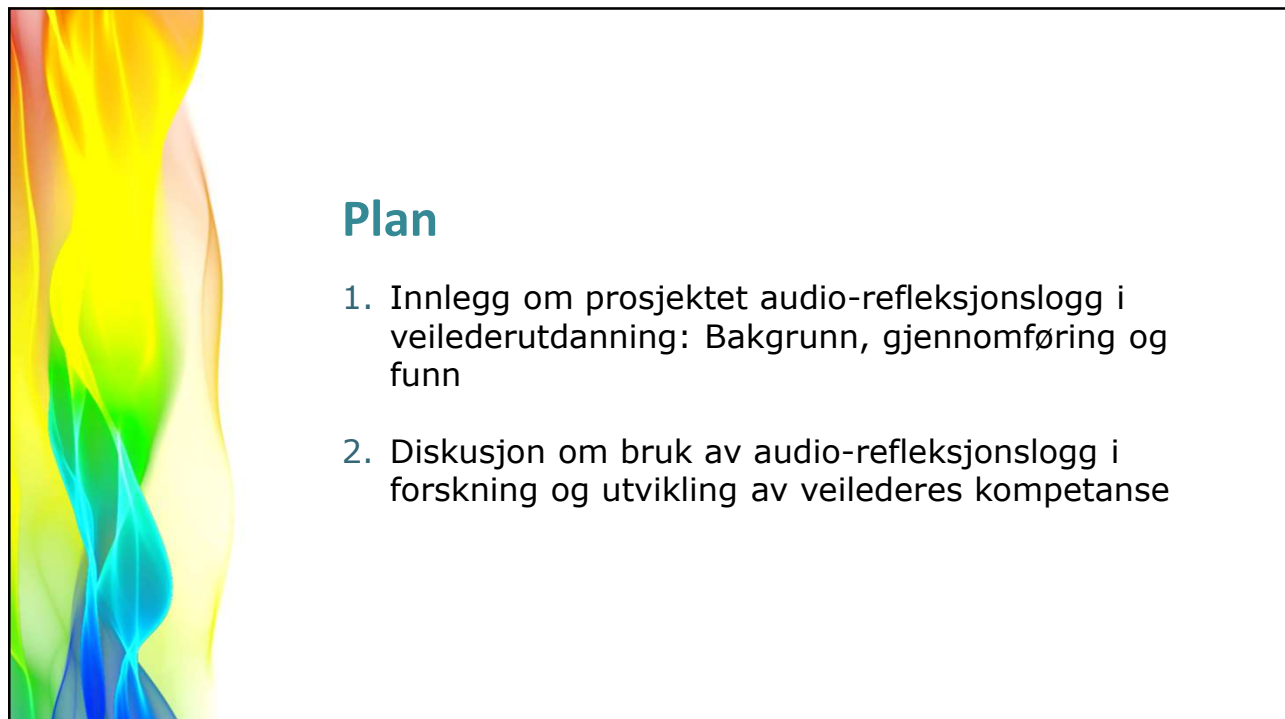 Plan
1. Innlegg om prosjektet audio-refleksjonslogg i
veilederutdanning: Bakgrunn, gjennomføring og
funn
2. Diskusjon om bruk av audio-refleksjonslogg i
forskning og utvikling av veilederes kompetanse